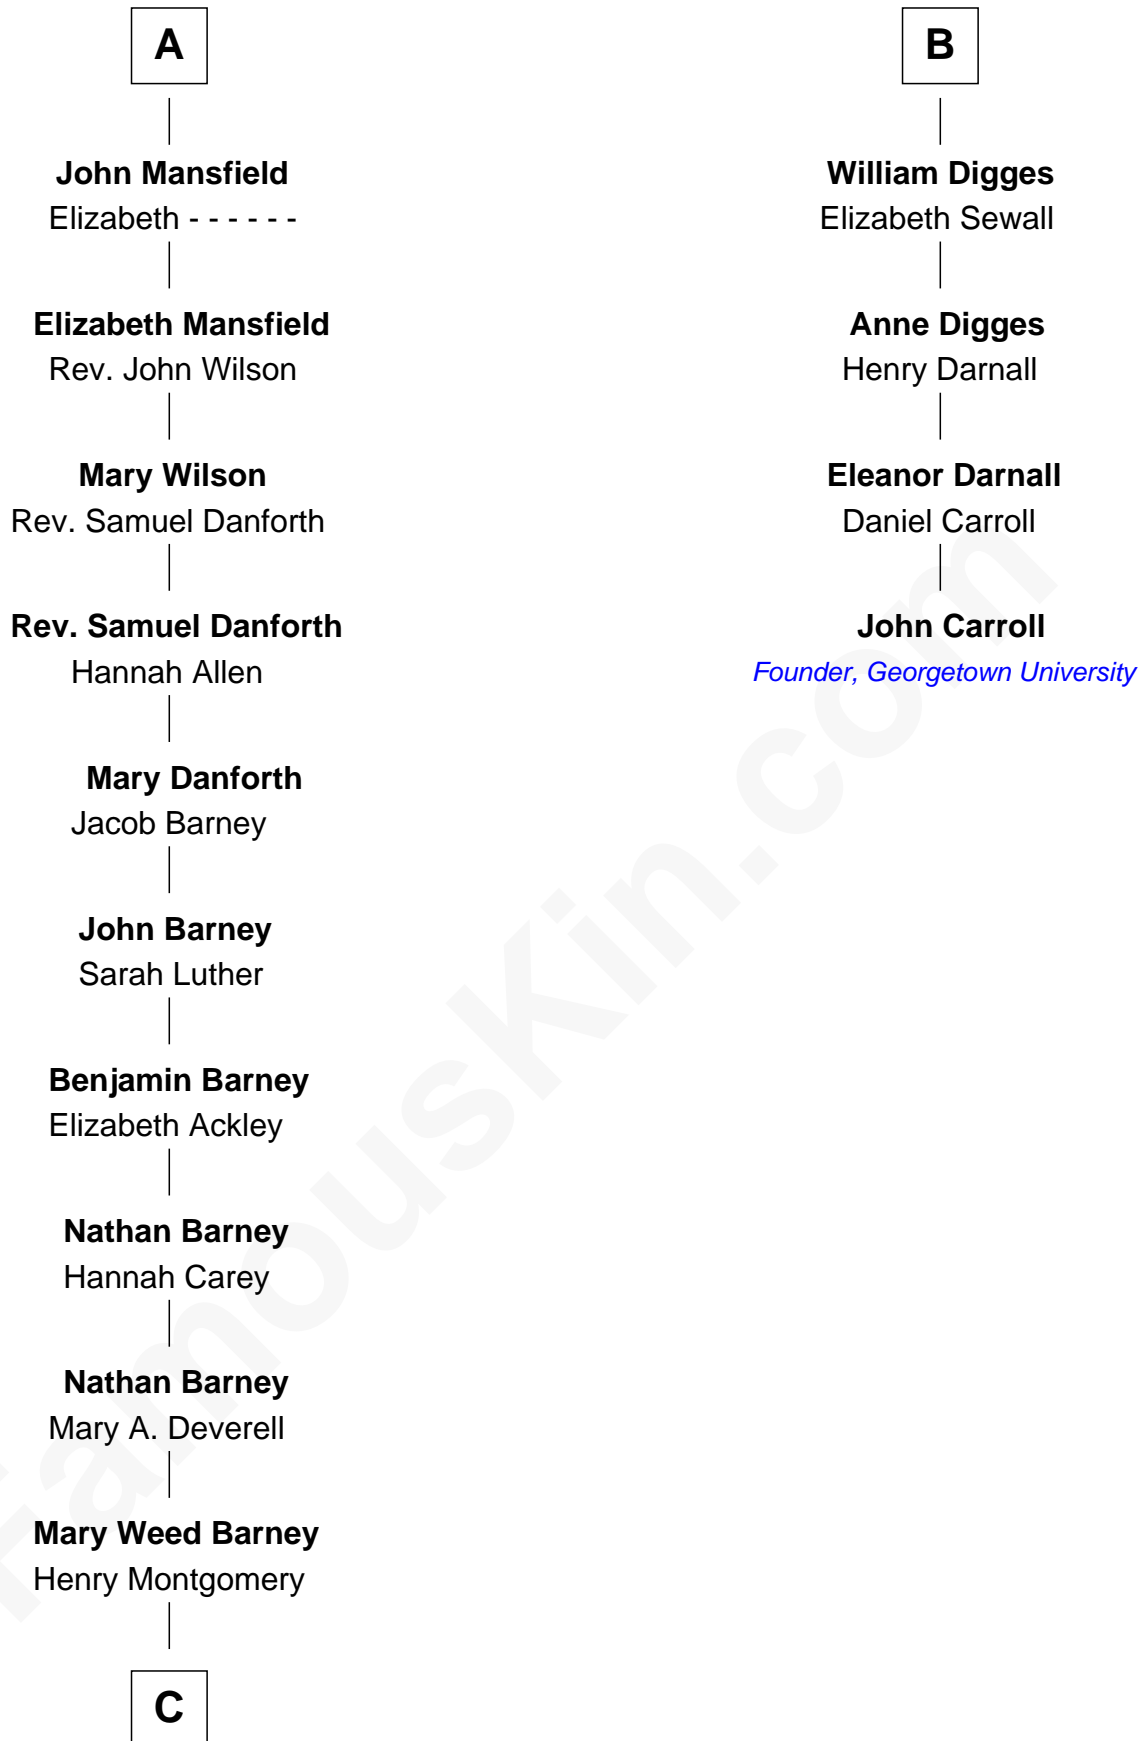 A
John Mansfield
Elizabeth - - - - - -
Elizabeth Mansfield
Rev. John Wilson
Mary Wilson
Rev. Samuel Danforth
Rev. Samuel Danforth
Hannah Allen
Mary Danforth
Jacob Barney
John Barney
Sarah Luther
Benjamin Barney
Elizabeth Ackley
Nathan Barney
Hannah Carey
Nathan Barney
Mary A. Deverell
Mary Weed Barney
Henry Montgomery
C
B
William Digges
Elizabeth Sewall
Anne Digges
Henry Darnall
Eleanor Darnall
Daniel Carroll
John Carroll
Founder, Georgetown University
FamousKin.com